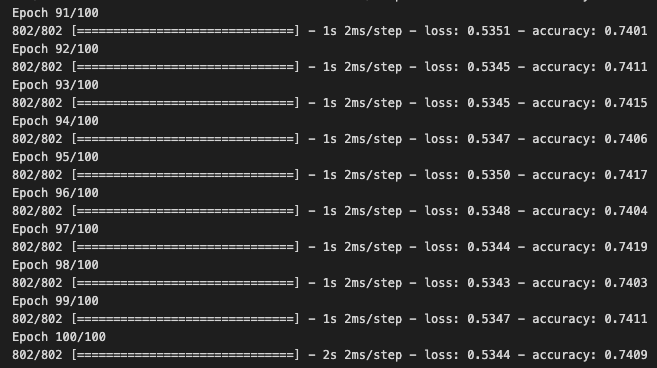 Epoch 91/100
802/802 [==============================] - 1s 2ms/step - loss: 0.5351 - accuracy: 0.7401
Epoch 92/100
802/802 [==============================] - 1s 2ms/step - loss: 0.5345 - accuracy: 0.7411
Epoch 93/100
802/802 [==============================] - 1s 2ms/step - loss: 0.5345 - accuracy: 0.7415
Epoch 94/100
802/802 [==============================] - 1s 2ms/step - loss: 0.5347 - accuracy: 0.7406
Epoch 95/100
802/802 [==============================] - 1s 2ms/step - loss: 0.5350 - accuracy: 0.7417
Epoch 96/100
802/802 [==============================] - 1s 2ms/step - loss: 0.5348 - accuracy: 0.7404
Epoch 97/100
802/802 [==============================] - 1s 2ms/step - loss: 0.5344 - accuracy: 0.7419
Epoch 98/100
802/802 [==============================] - 1s 2ms/step - loss: 0.5343 - accuracy: 0.7403
Epoch 99/100
802/802 [==============================] - 1s 2ms/step - loss: 0.5347 - accuracy: 0.7411
Epoch 100/100
802/802 [==============================] - 2s 2ms/step - loss: 0.5344 - accuracy: 0.7409